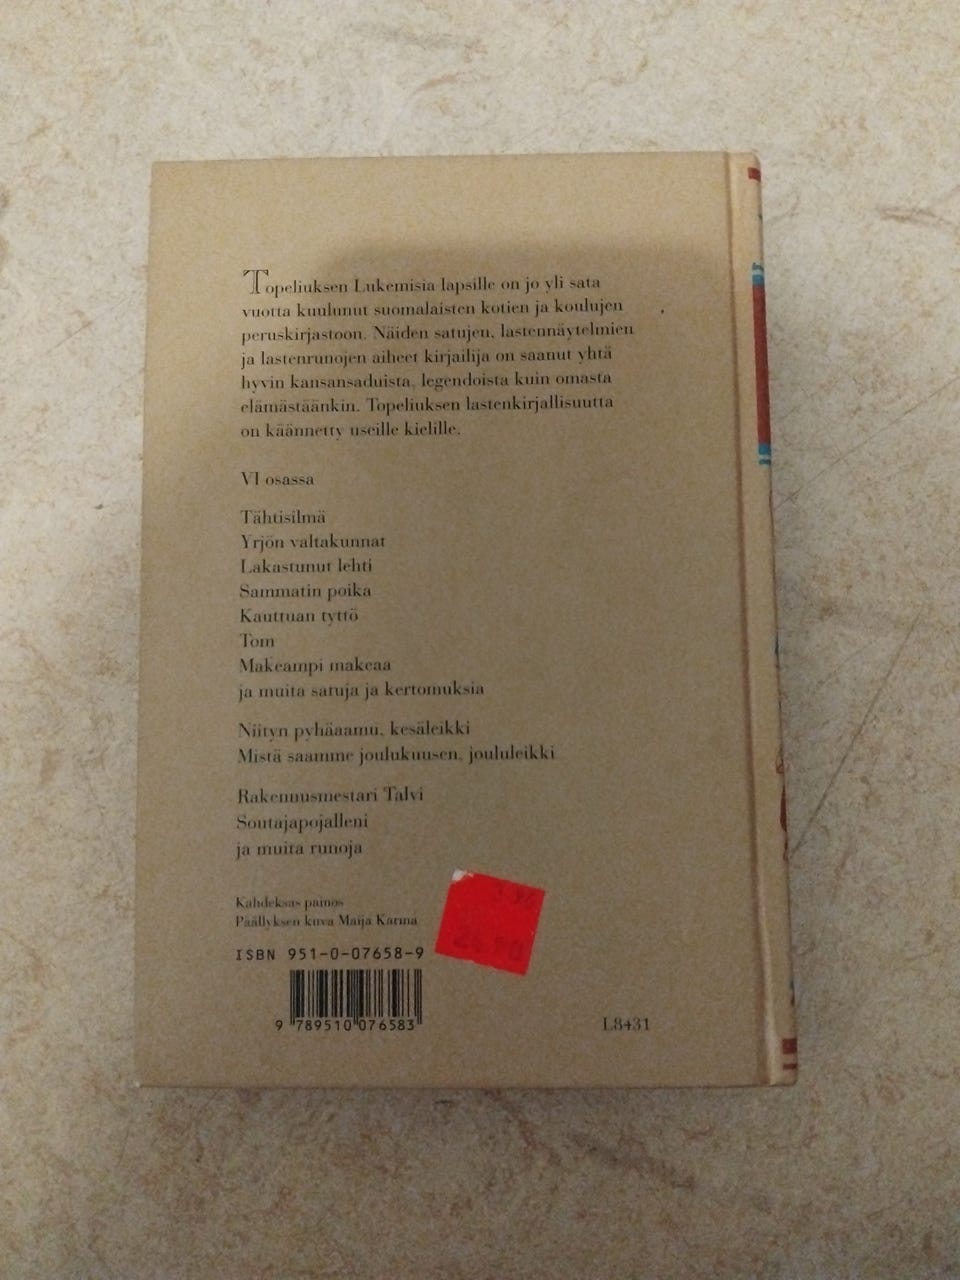 Topeliuksen Lukemisia lapsille on jo yli sata
vuotta kuulunut suomalaisten kotien ja koulujen
peruskirjastoon. Näiden satujen, lastennäytelmien
ja lastenrunojen aiheet kirjailija on saanut yhtä
hyvin kansansaduista, legendoista kuin omasta
elämästäänkin. Topeliuksen lastenkirjallisuutta
on käännetty useille kielille.
VI osassa
Tähtisilmä
Yrjön valtakunnat
Lakastunut lehti
Sammatin poika
Kauttuan tyttö
Tom
Makeampi makeaa
ja muita satuja ja kertomuksia
Niityn pyhäaamu, kesäleikki
Mistä saamme joulukuusen, joululeikki
Rakennusmestari Talvi
Soutajapojalleni
ja muita runoja
Kahdeksas painos
Päällyksen kuva Maija Karma
ISBN 951-0-07658-9
9 789510 076583
L8431